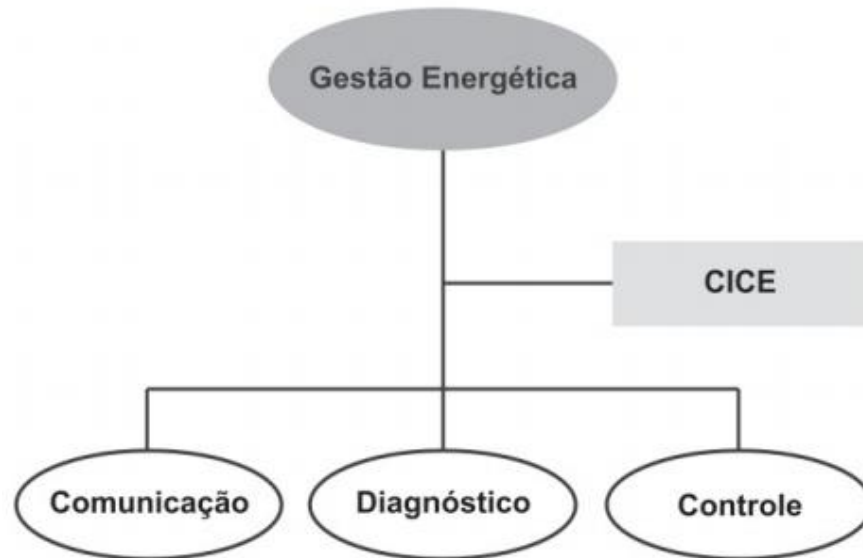 Gestão Energética
CICE
Comunicação
Diagnóstico
Controle